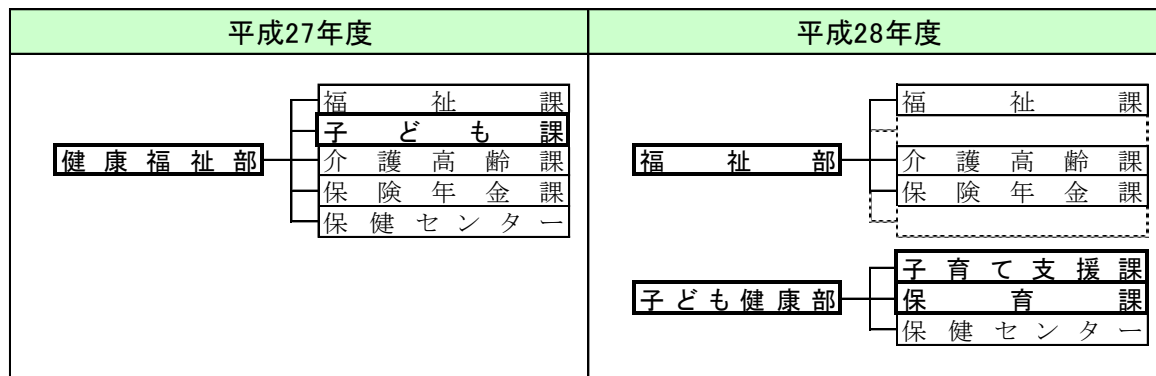 平成27年度
健康福祉部
福祉課
子ども課
介護高齢課
保険年金課
保健センター
平成28年度
福祉部
福祉課
介護高齢課
保険年金課
子ども健康部
子育て支援課
保育課
保健センター